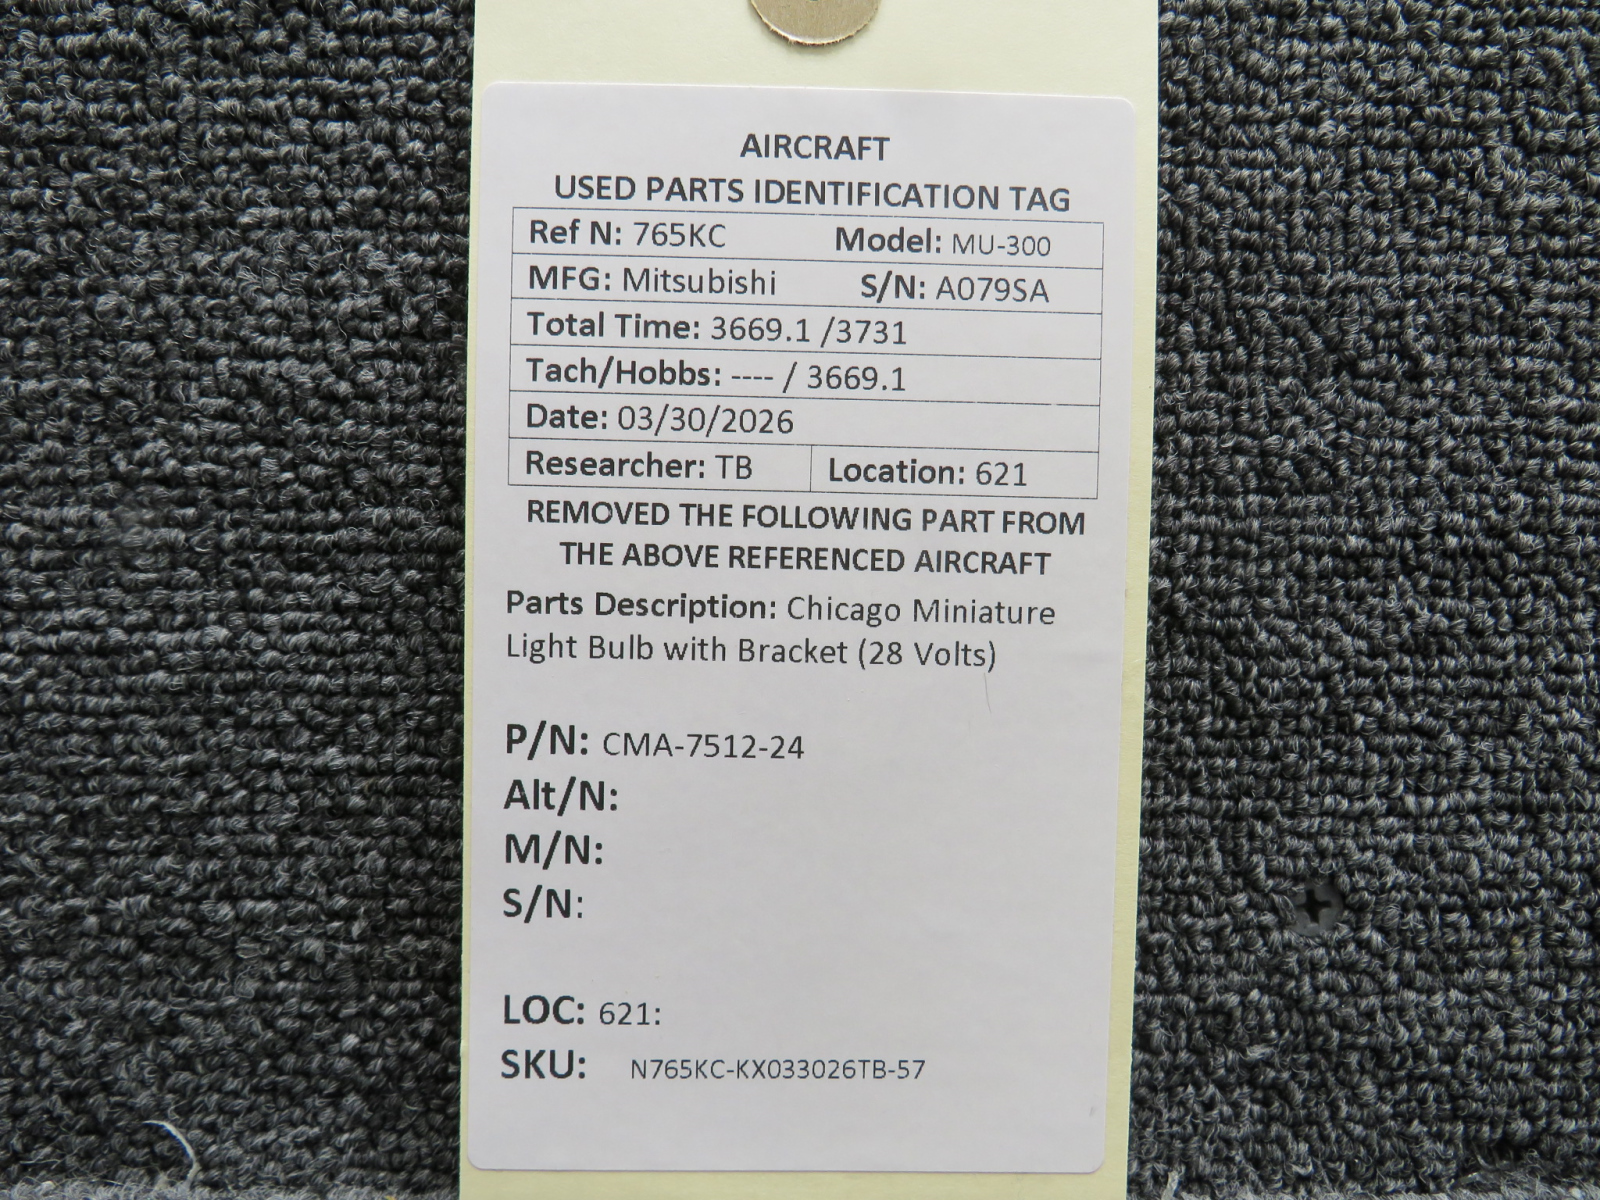 AIRCRAFT
USED PARTS IDENTIFICATION TAG
Ref N: 765KC Model: MU-300
MFG: Mitsubishi S/N: A079SA
Total Time: 3669.1 /3731
Tach/Hobbs: ---- / 3669.1
Date: 03/30/2026
Researcher: TB Location: 621
REMOVED THE FOLLOWING PART FROM
THE ABOVE REFERENCED AIRCRAFT
Parts Description: Chicago Miniature
Light Bulb with Bracket (28 Volts)
P/N: CMA-7512-24
Alt/N:
M/N:
S/N:
LOC: 621:
SKU: N765KC-KX033026TB-57